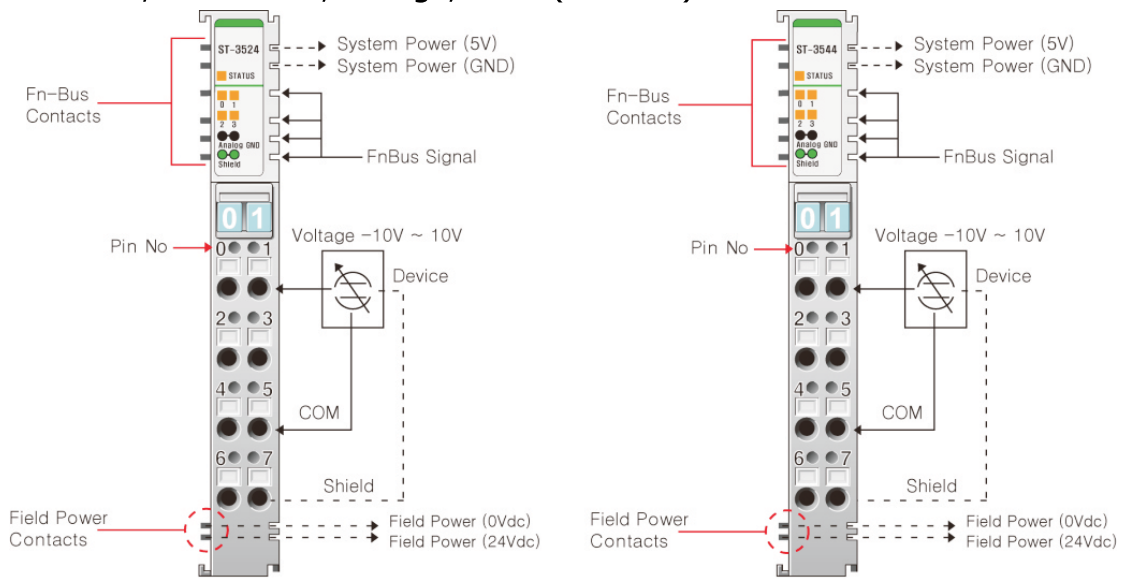 ST-3524
STATUS
0 1
2 3
Analog GND
Shield
System Power (5V)
System Power (GND)
Fn-Bus
Contacts
FnBus Signal
01
Pin No
0 1
Voltage -10V ~ 10V
Device
2 3
4 5
COM
6 7
Shield
Field Power
Contacts
Field Power (0Vdc)
Field Power (24Vdc)
ST-3544
STATUS
0 1
2 3
Analog GND
Shield
System Power (5V)
System Power (GND)
Fn-Bus
Contacts
FnBus Signal
01
Pin No
0 1
Voltage -10V ~ 10V
Device
2 3
4 5
COM
6 7
Shield
Field Power
Contacts
Field Power (0Vdc)
Field Power (24Vdc)